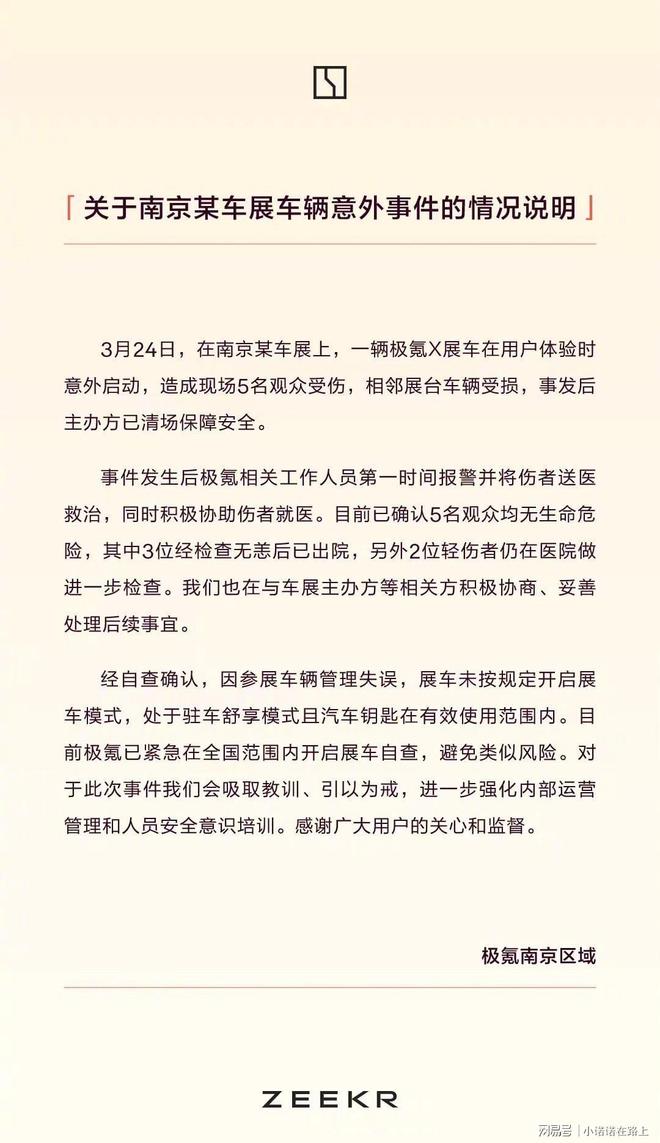 「关于南京某车展车辆意外事件的情况说明」
3月24日，在南京某车展上，一辆极氪X展车在用户体验时
意外启动，造成现场5名观众受伤，相邻展台车辆受损，事发后
主办方已清场保障安全。
事件发生后极氪相关工作人员第一时间报警并将伤者送医
救治，同时积极协助伤者就医。目前已确认5名观众均无生命危
险，其中3位经检查无恙后已出院，另外2位轻伤者仍在医院做
进一步检查。我们也在与车展主办方等相关方积极协商、妥善
处理后续事宜。
经自查确认，因参展车辆管理失误，展车未按规定开启展
车模式，处于驻车舒享模式且汽车钥匙在有效使用范围内。目
前极氪已紧急在全国范围内开启展车自查，避免类似风险。对
于此次事件我们会吸取教训、引以为戒，进一步强化内部运营
管理和人员安全意识培训。感谢广大用户的关心和监督。
极氪南京区域
ZEEKR
网易号 | 小诺诺在路上